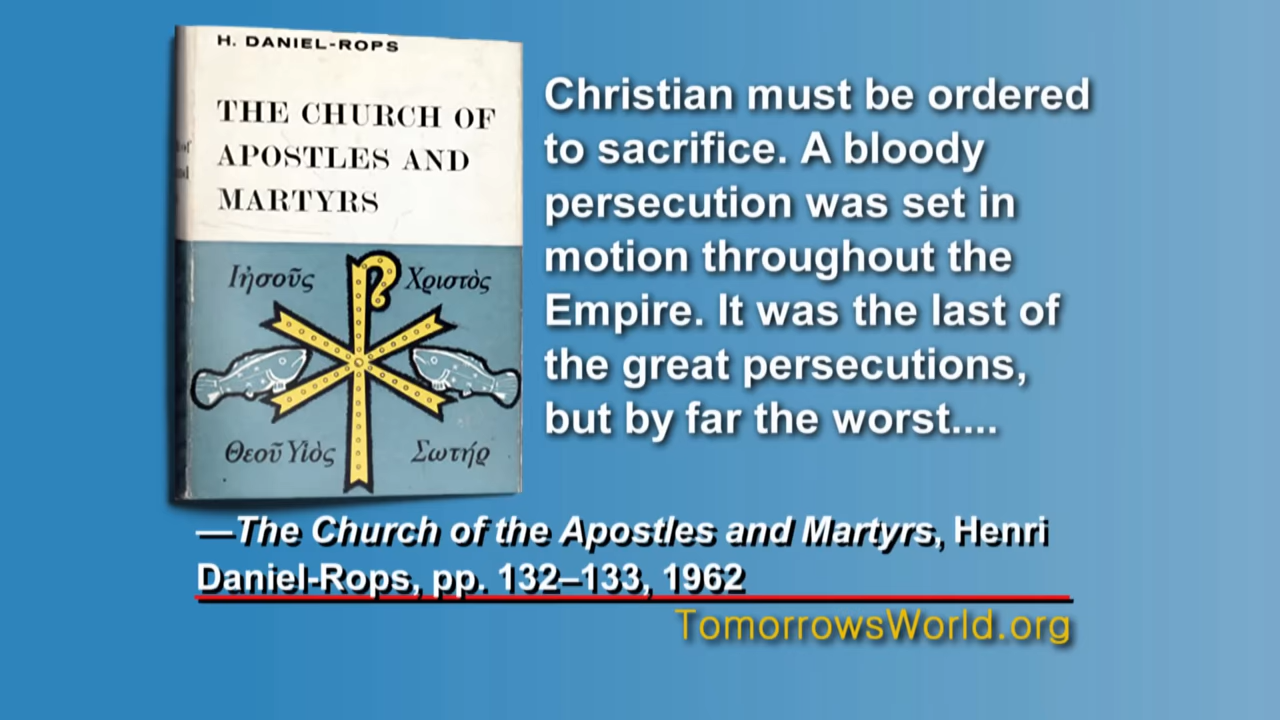 H. DANIEL-ROPS
THE CHURCH OF
APOSTLES AND
MARTYRS
Ἰησοῦς
Χριστὸς
Θεοῦ Υἱὸς
Σωτήρ
of
Christian must be ordered
to sacrifice. A bloody
persecution was set in
motion throughout the
Empire. It was the last of
the great persecutions,
but by far the worst....
—The Church of the Apostles and Martyrs, Henri
Daniel-Rops, pp. 132–133, 1962
TomorrowsWorld.org